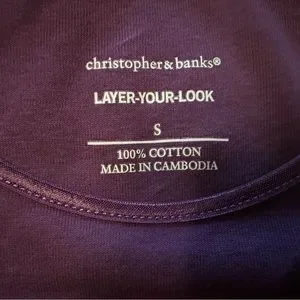 christopher&banks®
LAYER-YOUR-LOOK
S
100% COTTON
MADE IN CAMBODIA